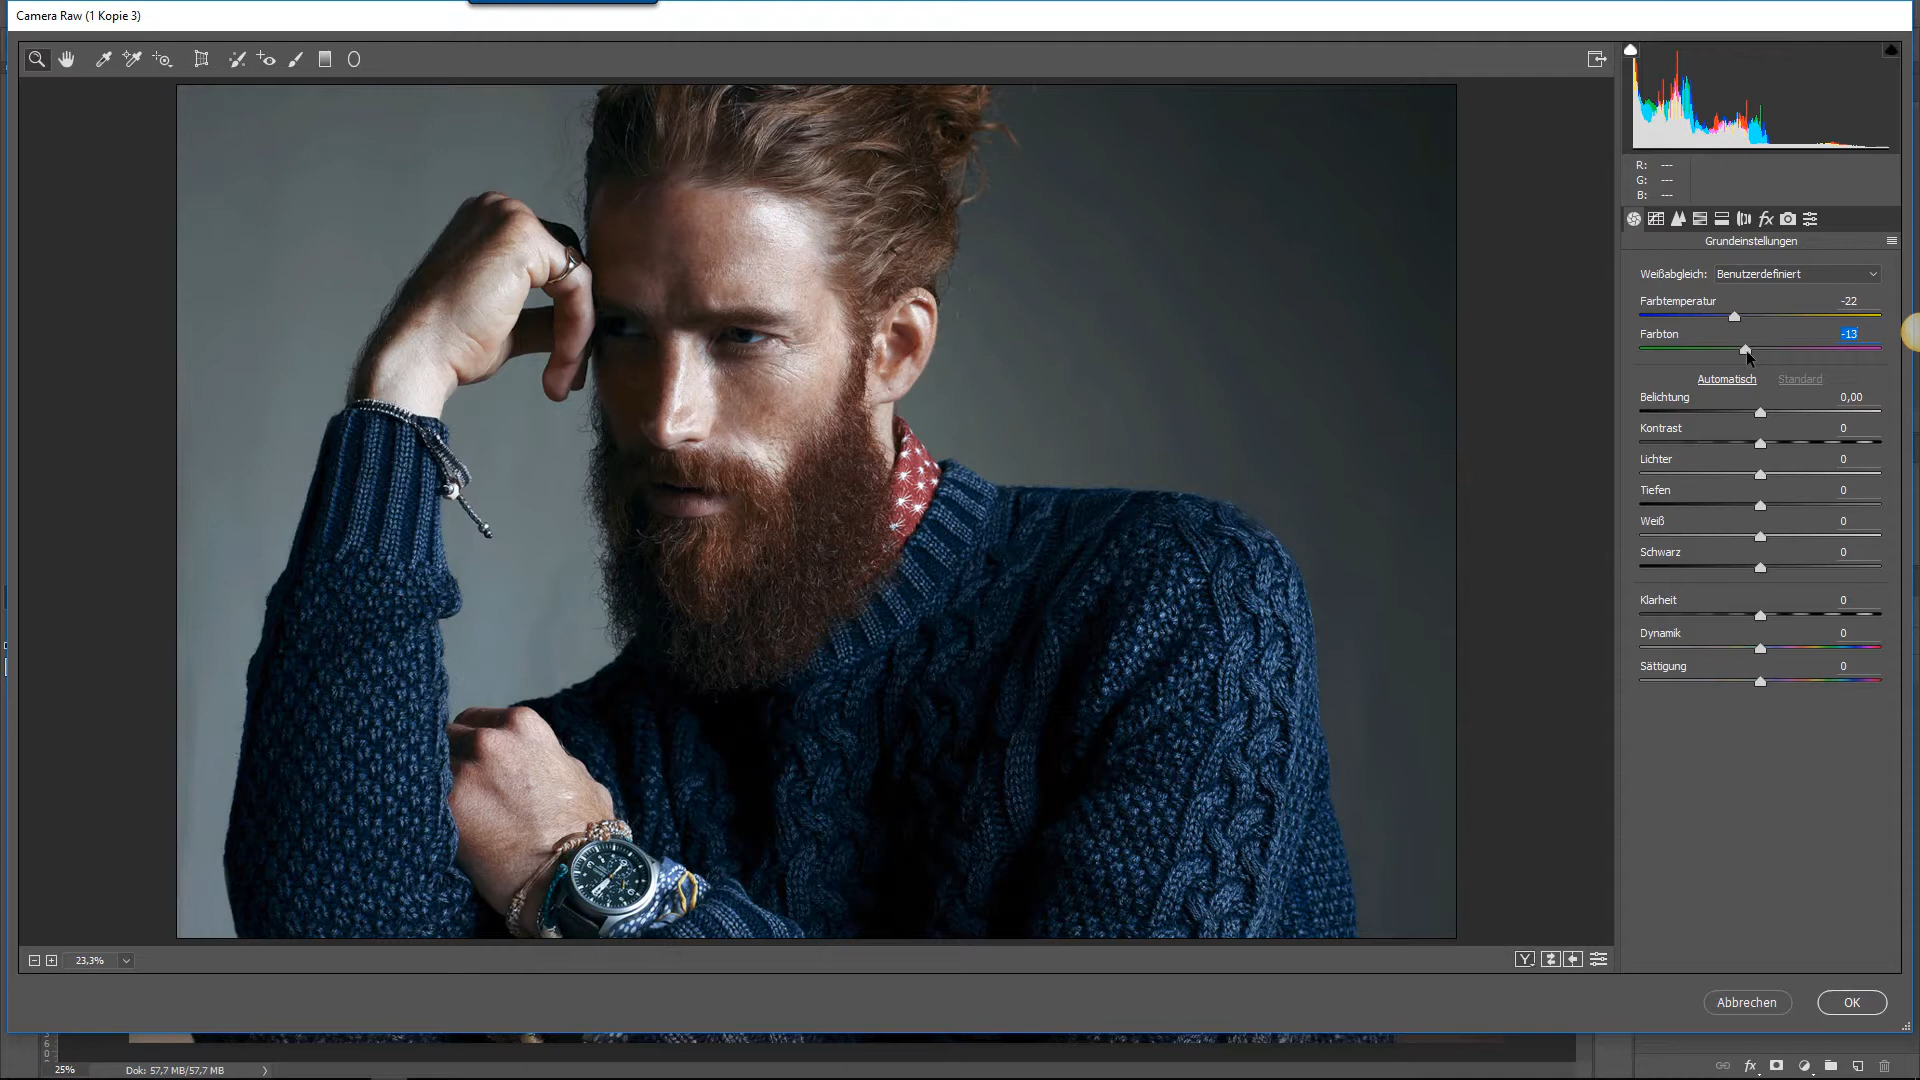 Camera Raw (1 Kopie 3)
R: ---
G: ---
B: ---
fx
Grundeinstellungen
Weißabgleich: Benutzerdefiniert
Farbtemperatur -22
Farbton -13
Automatisch Standard
Belichtung 0,00
Kontrast 0
Lichter 0
Tiefen 0
Weiß 0
Schwarz 0
Klarheit 0
Dynamik 0
Sättigung 0
23,3%
Y
Abbrechen OK
25% Dok: 57,7 MB/57,7 MB
fx